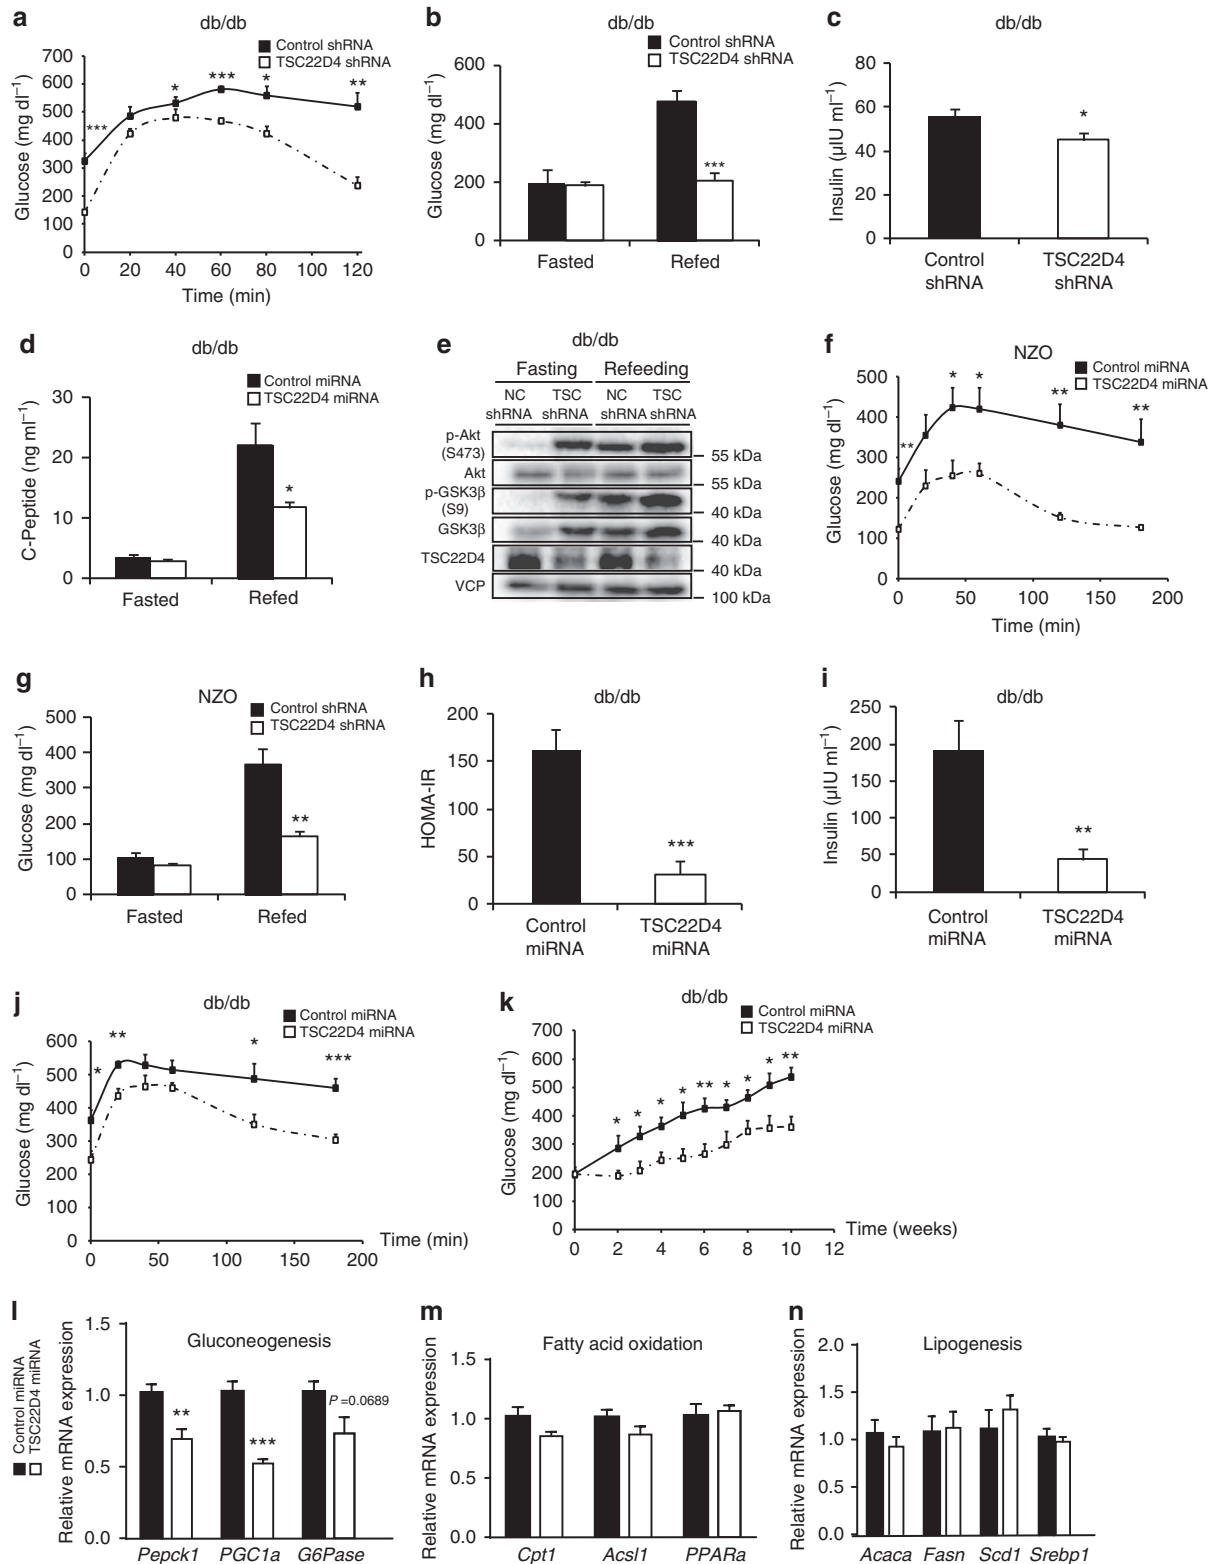 a
db/db
Control shRNA
TSC22D4 shRNA
Glucose (mg dl−1)
700
600
500
400
300
200
100
0
***
*
***
*
**
0 20 40 60 80 100 120
Time (min)
b
db/db
Control shRNA
TSC22D4 shRNA
Glucose (mg dl−1)
600
400
200
0
***
Fasted Refed
c
db/db
Insulin (µIU ml−1)
80
60
40
20
0
*
Control
shRNA
TSC22D4
shRNA
d
db/db
Control miRNA
TSC22D4 miRNA
C-Peptide (ng ml−1)
30
20
10
0
*
Fasted Refed
e
db/db
Fasting Refeeding
NC TSC NC TSC
shRNA shRNA shRNA shRNA
p-Akt
(S473)
55 kDa
Akt
55 kDa
p-GSK3β
(S9)
40 kDa
GSK3β
40 kDa
TSC22D4
40 kDa
VCP
100 kDa
f
NZO
Control miRNA
TSC22D4 miRNA
Glucose (mg dl−1)
500
400
300
200
100
0
**
*
*
**
**
0 50 100 150 200
Time (min)
g
NZO
Control shRNA
TSC22D4 shRNA
Glucose (mg dl−1)
500
400
300
200
100
0
**
Fasted Refed
h
db/db
HOMA-IR
200
150
100
50
0
***
Control
miRNA
TSC22D4
miRNA
i
db/db
Insulin (µIU ml−1)
250
200
150
100
50
0
**
Control
miRNA
TSC22D4
miRNA
j
db/db
Control miRNA
TSC22D4 miRNA
Glucose (mg dl−1)
600
500
400
300
200
100
0
*
**
*
***
0 50 100 150 200
Time (min)
k
db/db
Control miRNA
TSC22D4 miRNA
Glucose (mg dl−1)
700
600
500
400
300
200
100
0
* * * * ** * * * **
0 2 4 6 8 10 12
Time (weeks)
l
Control miRNA
TSC22D4 miRNA
Gluconeogenesis
Relative mRNA expression
1.5
1.0
0.5
0.0
**
***
P =0.0689
Pepck1 PGC1a G6Pase
m
Fatty acid oxidation
Relative mRNA expression
1.5
1.0
0.5
0.0
Cpt1 Acsl1 PPARa
n
Lipogenesis
Relative mRNA expression
2.0
1.5
1.0
0.5
0.0
Acaca Fasn Scd1 Srebp1